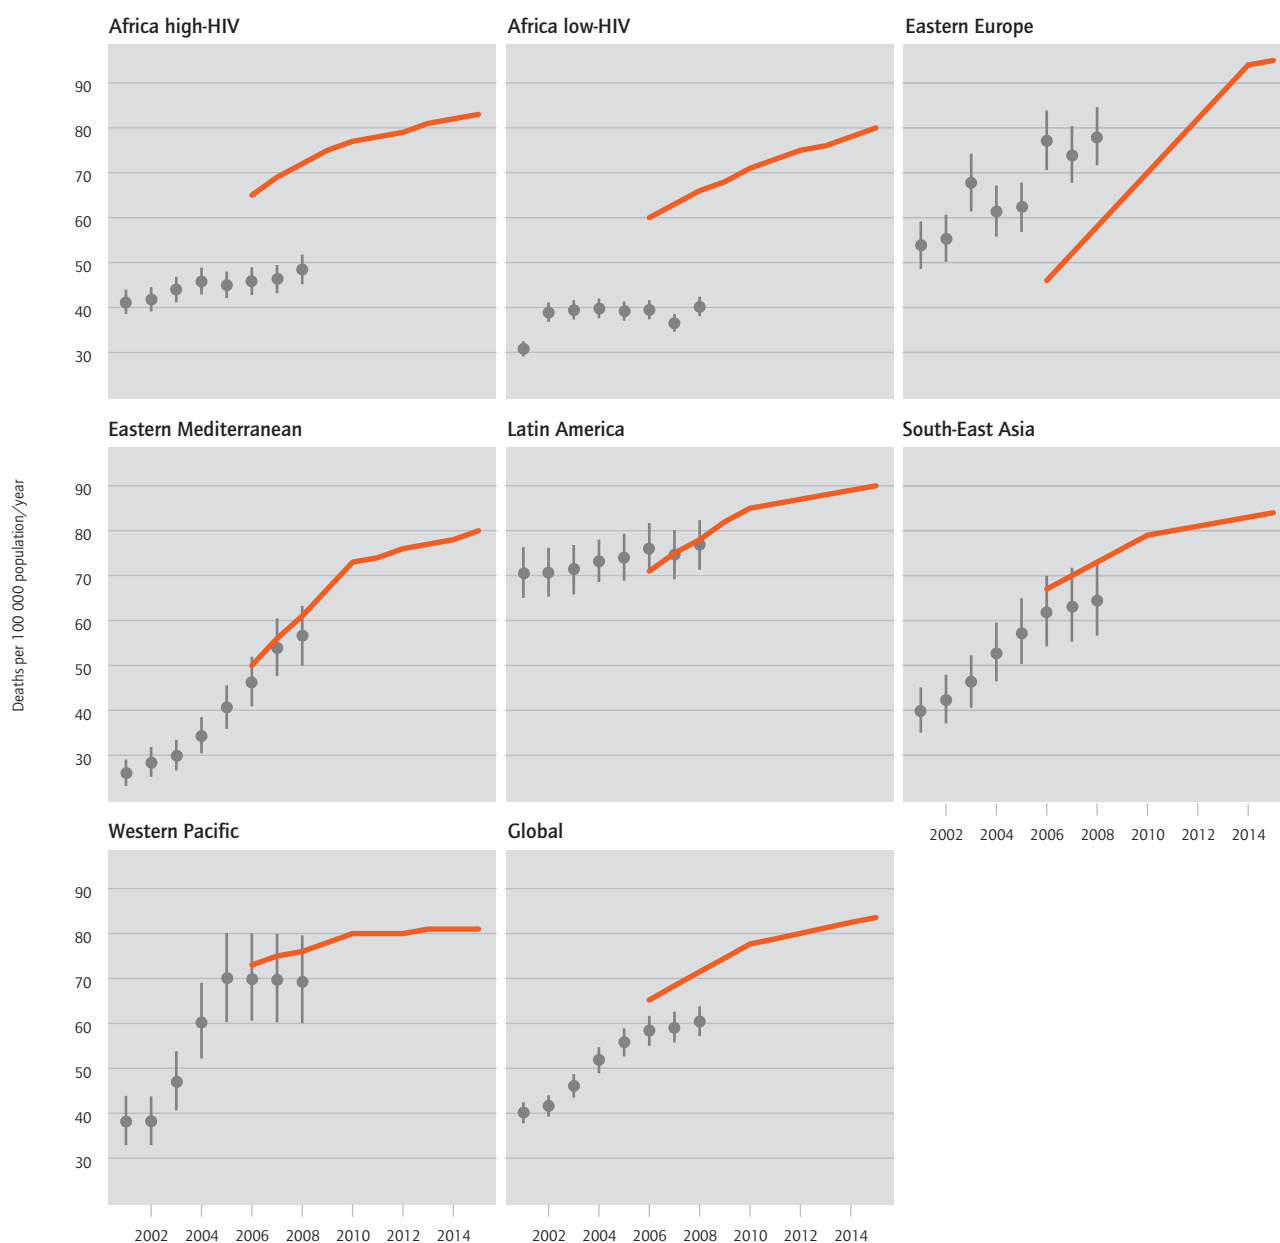 Africa high-HIV
Africa low-HIV
Eastern Europe
90
80
70
60
50
40
30
Eastern Mediterranean
Latin America
South-East Asia
Deaths per 100 000 population/year
90
80
70
60
50
40
30
2002 2004 2006 2008 2010 2012 2014
Western Pacific
Global
90
80
70
60
50
40
30
2002 2004 2006 2008 2010 2012 2014
2002 2004 2006 2008 2010 2012 2014